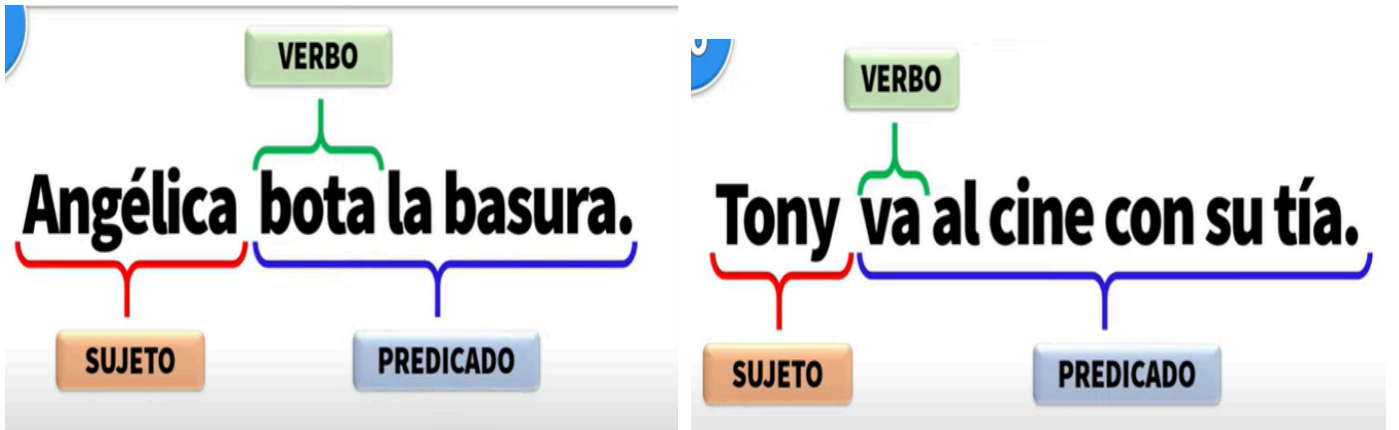 VERBO
Angélica bota la basura.
SUJETO
PREDICADO
VERBO
Tony va al cine con su tía.
SUJETO
PREDICADO